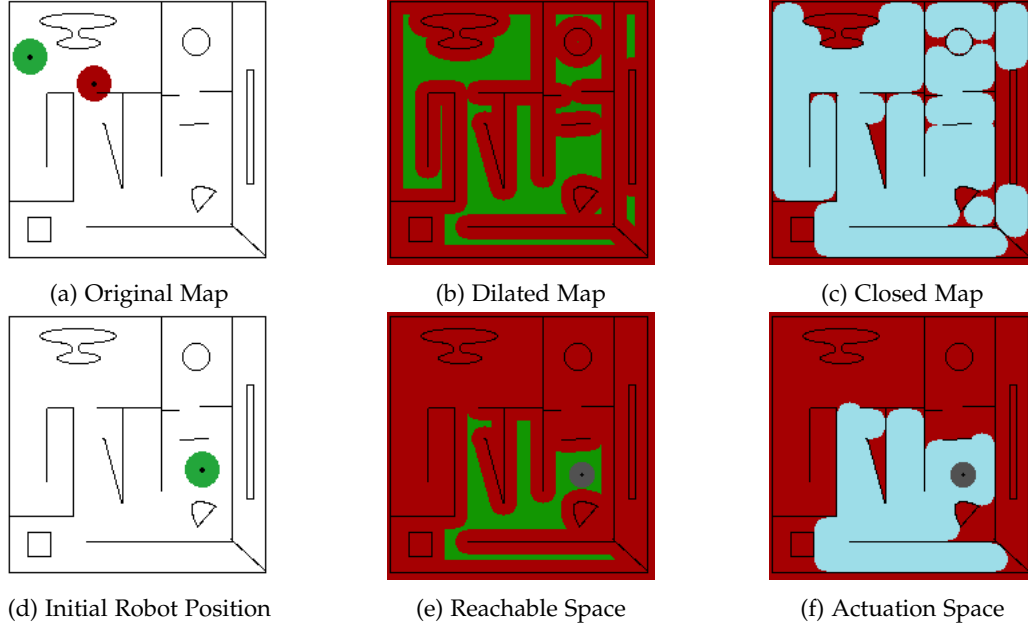 (a) Original Map
(b) Dilated Map
(c) Closed Map
(d) Initial Robot Position
(e) Reachable Space
(f) Actuation Space